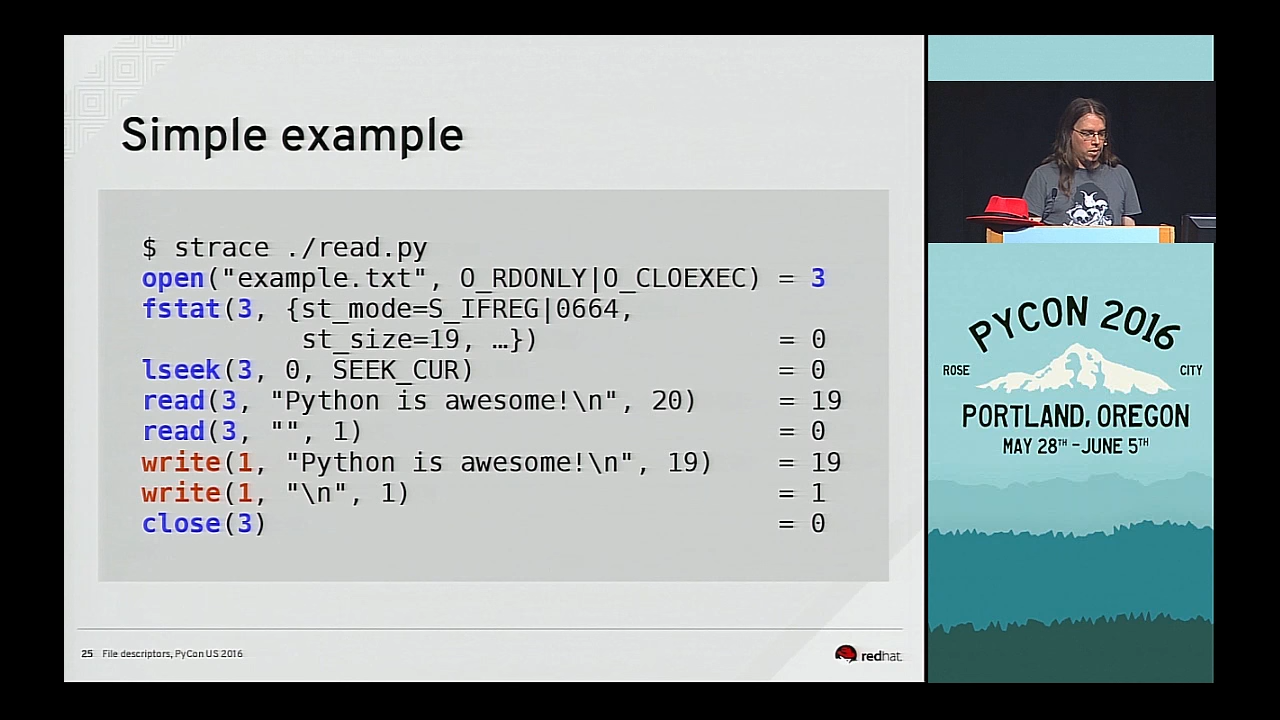 Simple example
$ strace ./read.py
open("example.txt", O_RDONLY|O_CLOEXEC) = 3
fstat(3, {st_mode=S_IFREG|0664,
st_size=19, …}) = 0
lseek(3, 0, SEEK_CUR) = 0
read(3, "Python is awesome!\n", 20) = 19
read(3, "", 1) = 0
write(1, "Python is awesome!\n", 19) = 19
write(1, "\n", 1) = 1
close(3) = 0
25 File descriptors, PyCon US 2016
redhat.
PYCON 2016
ROSE CITY
PORTLAND, OREGON
MAY 28TH - JUNE 5TH